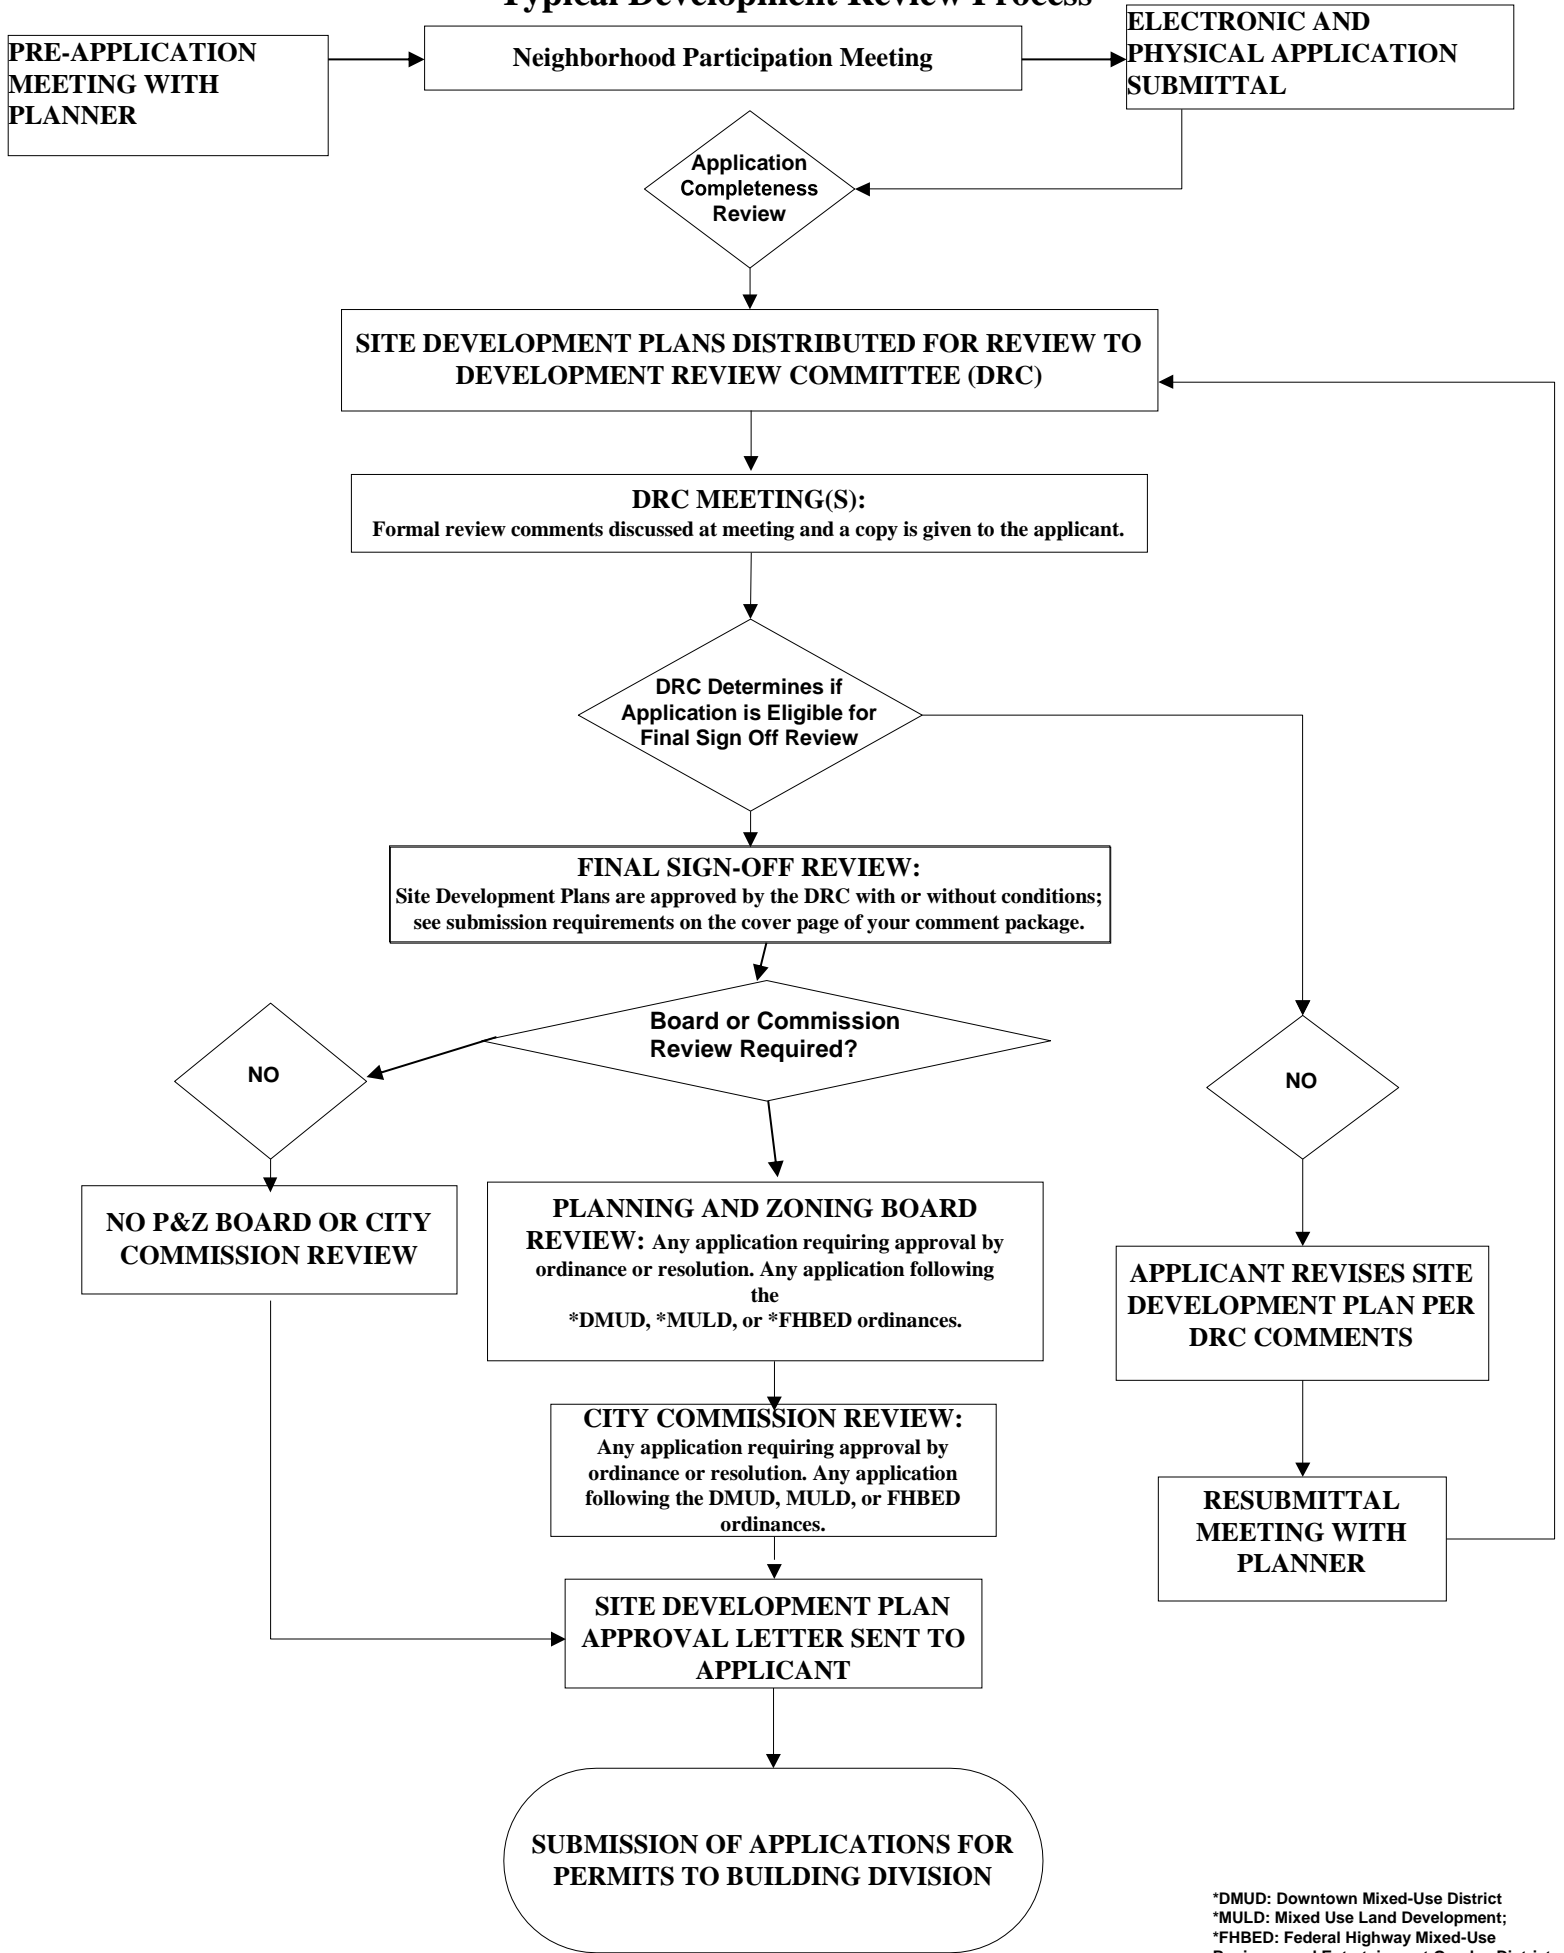 Typical Development Review Process
PRE-APPLICATION
MEETING WITH
PLANNER
Neighborhood Participation Meeting
ELECTRONIC AND
PHYSICAL APPLICATION
SUBMITTAL
Application
Completeness
Review
SITE DEVELOPMENT PLANS DISTRIBUTED FOR REVIEW TO
DEVELOPMENT REVIEW COMMITTEE (DRC)
DRC MEETING(S):
Formal review comments discussed at meeting and a copy is given to the applicant.
DRC Determines if
Application is Eligible for
Final Sign Off Review
FINAL SIGN-OFF REVIEW:
Site Development Plans are approved by the DRC with or without conditions;
see submission requirements on the cover page of your comment package.
Board or Commission
Review Required?
NO
NO
NO P&Z BOARD OR CITY
COMMISSION REVIEW
PLANNING AND ZONING BOARD
REVIEW: Any application requiring approval by
ordinance or resolution. Any application following
the
*DMUD, *MULD, or *FHBED ordinances.
APPLICANT REVISES SITE
DEVELOPMENT PLAN PER
DRC COMMENTS
CITY COMMISSION REVIEW:
Any application requiring approval by
ordinance or resolution. Any application
following the DMUD, MULD, or FHBED
ordinances.
RESUBMITTAL
MEETING WITH
PLANNER
SITE DEVELOPMENT PLAN
APPROVAL LETTER SENT TO
APPLICANT
SUBMISSION OF APPLICATIONS FOR
PERMITS TO BUILDING DIVISION
*DMUD: Downtown Mixed-Use District
*MULD: Mixed Use Land Development;
*FHBED: Federal Highway Mixed-Use